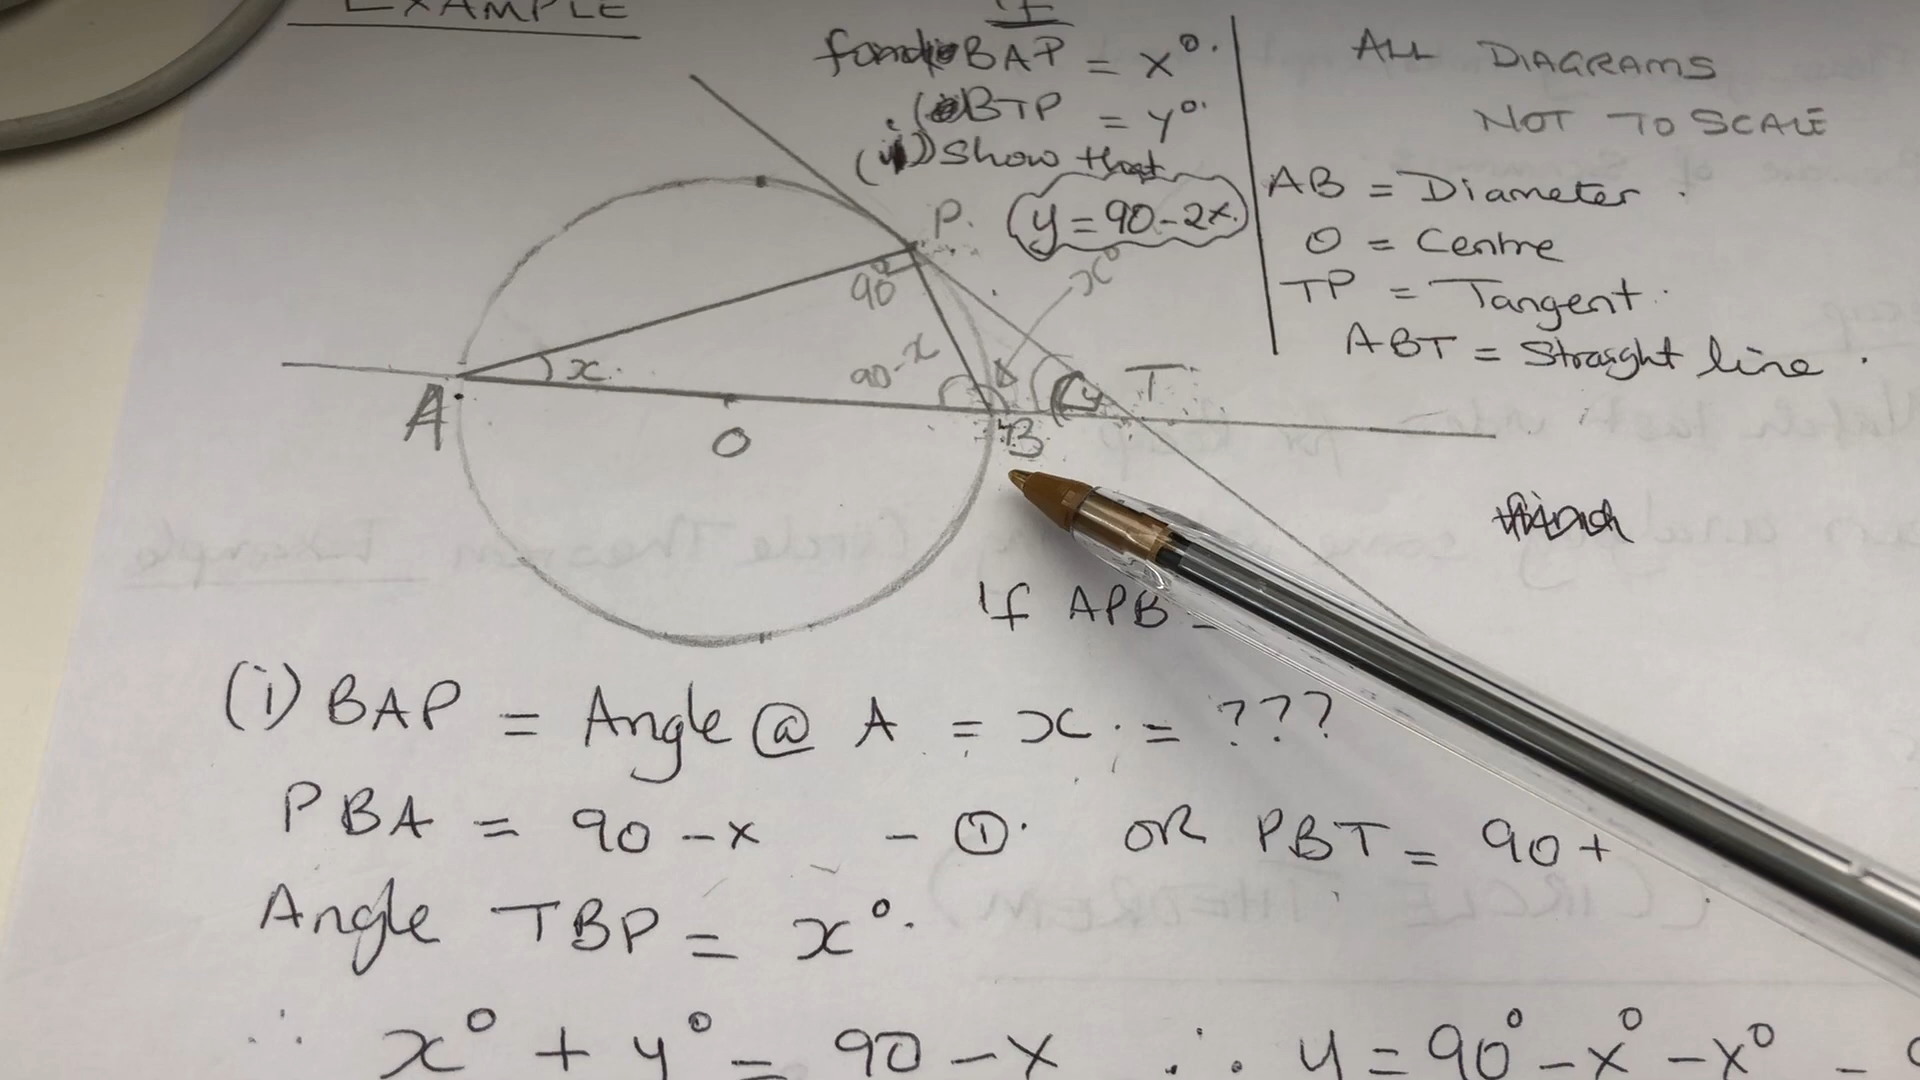 EXAMPLE
If
BAP = x°.
BTP = y°.
Show that
y = 90 - 2x.
ALL DIAGRAMS
NOT TO SCALE
AB = Diameter.
O = Centre
TP = Tangent.
ABT = Straight line.
P.
x°
90°
x.
90-x
y
T
A
O
B
If APB =
(i) BAP = Angle @ A = x. = ???
PBA = 90 - x - ①. OR PBT = 90 +
Angle TBP = x°.
∴ x° + y° = 90 - x ∴ y = 90° - x° - x° -